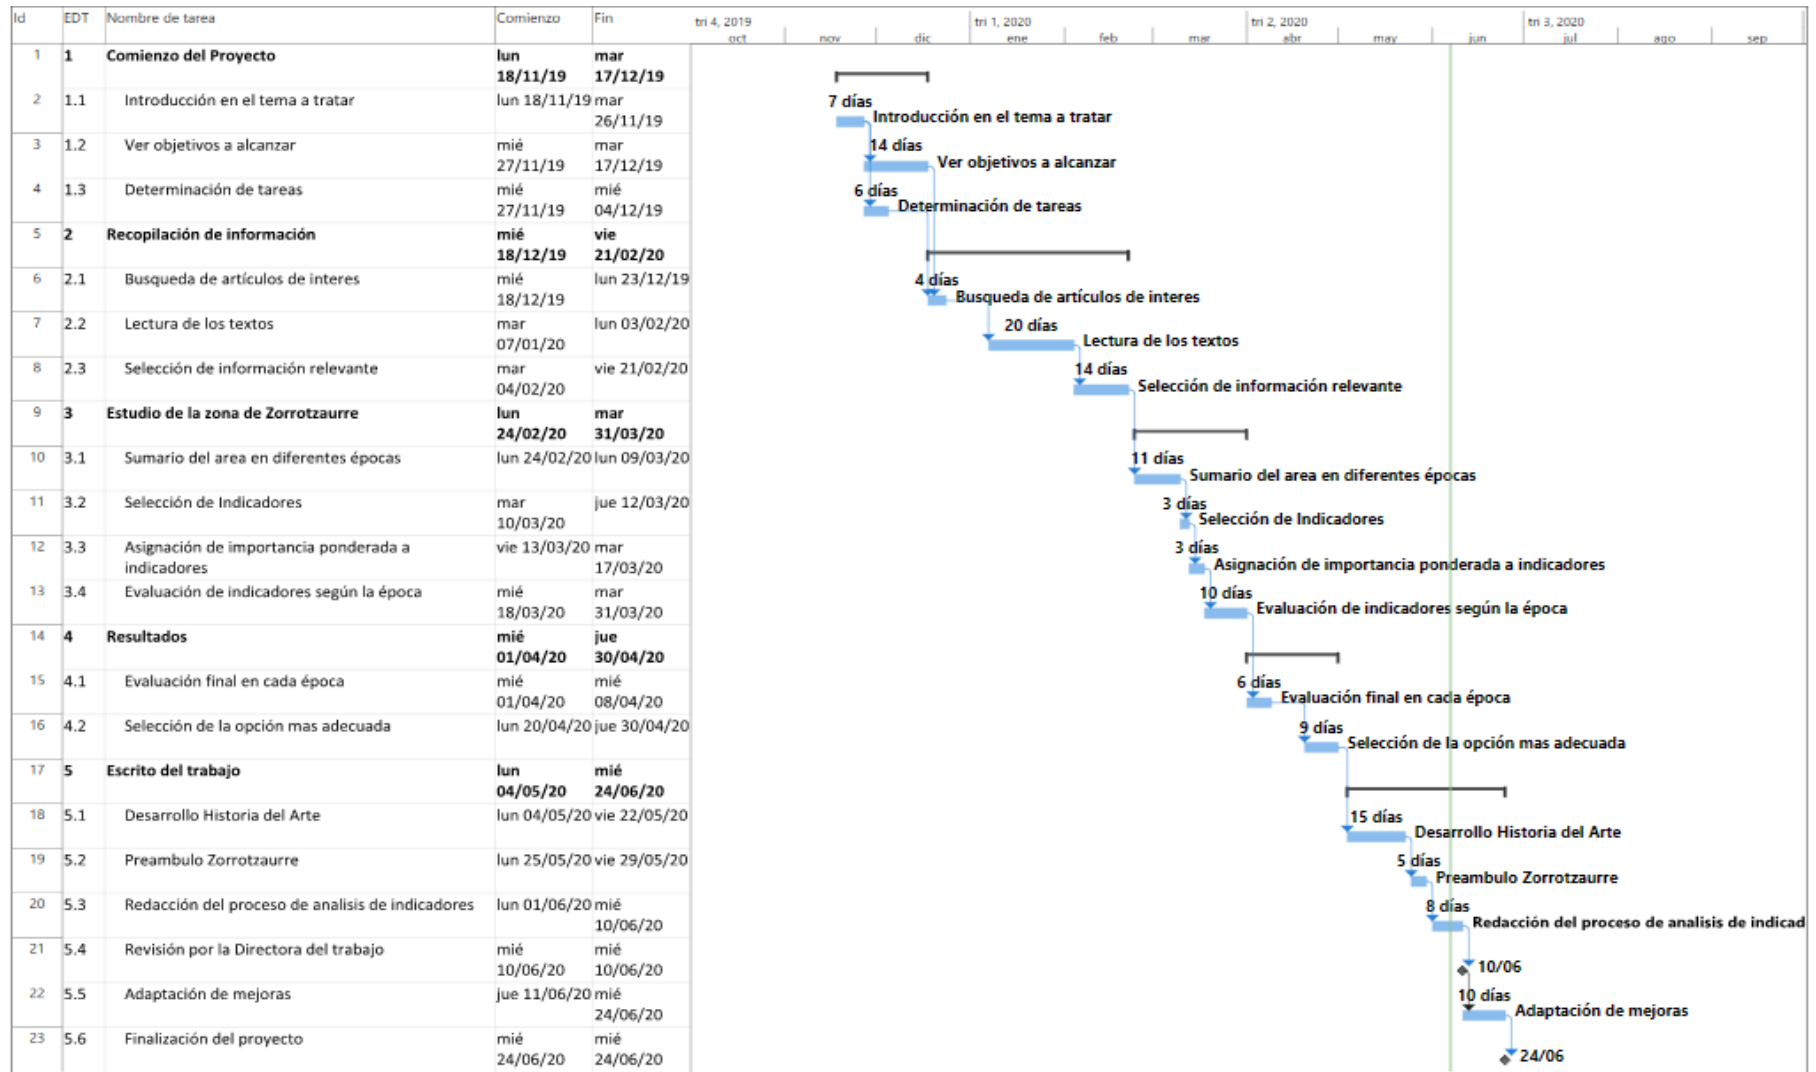 Id EDT Nombre de tarea Comienzo Fin
tri 4, 2019 tri 1, 2020 tri 2, 2020 tri 3, 2020
oct nov dic ene feb mar abr may jun jul ago sep
1 1 Comienzo del Proyecto lun mar
18/11/19 17/12/19
2 1.1 Introducción en el tema a tratar lun 18/11/19 mar
26/11/19
7 días
Introducción en el tema a tratar
3 1.2 Ver objetivos a alcanzar mié mar
27/11/19 17/12/19
14 días
Ver objetivos a alcanzar
4 1.3 Determinación de tareas mié mié
27/11/19 04/12/19
6 días
Determinación de tareas
5 2 Recopilación de información mié vie
18/12/19 21/02/20
6 2.1 Busqueda de artículos de interes mié lun 23/12/19
18/12/19
4 días
Busqueda de artículos de interes
7 2.2 Lectura de los textos mar lun 03/02/20
07/01/20
20 días
Lectura de los textos
8 2.3 Selección de información relevante mar vie 21/02/20
04/02/20
14 días
Selección de información relevante
9 3 Estudio de la zona de Zorrotzaurre lun mar
24/02/20 31/03/20
10 3.1 Sumario del area en diferentes épocas lun 24/02/20 lun 09/03/20
11 días
Sumario del area en diferentes épocas
11 3.2 Selección de Indicadores mar jue 12/03/20
10/03/20
3 días
Selección de Indicadores
12 3.3 Asignación de importancia ponderada a vie 13/03/20 mar
indicadores 17/03/20
3 días
Asignación de importancia ponderada a indicadores
13 3.4 Evaluación de indicadores según la época mié mar
18/03/20 31/03/20
10 días
Evaluación de indicadores según la época
14 4 Resultados mié jue
01/04/20 30/04/20
15 4.1 Evaluación final en cada época mié mié
01/04/20 08/04/20
6 días
Evaluación final en cada época
16 4.2 Selección de la opción mas adecuada lun 20/04/20 jue 30/04/20
9 días
Selección de la opción mas adecuada
17 5 Escrito del trabajo lun mié
04/05/20 24/06/20
18 5.1 Desarrollo Historia del Arte lun 04/05/20 vie 22/05/20
15 días
Desarrollo Historia del Arte
19 5.2 Preambulo Zorrotzaurre lun 25/05/20 vie 29/05/20
5 días
Preambulo Zorrotzaurre
20 5.3 Redacción del proceso de analisis de indicadores lun 01/06/20 mié
10/06/20
8 días
Redacción del proceso de analisis de indicad
21 5.4 Revisión por la Directora del trabajo mié mié
10/06/20 10/06/20
10/06
22 5.5 Adaptación de mejoras jue 11/06/20 mié
24/06/20
10 días
Adaptación de mejoras
23 5.6 Finalización del proyecto mié mié
24/06/20 24/06/20
24/06